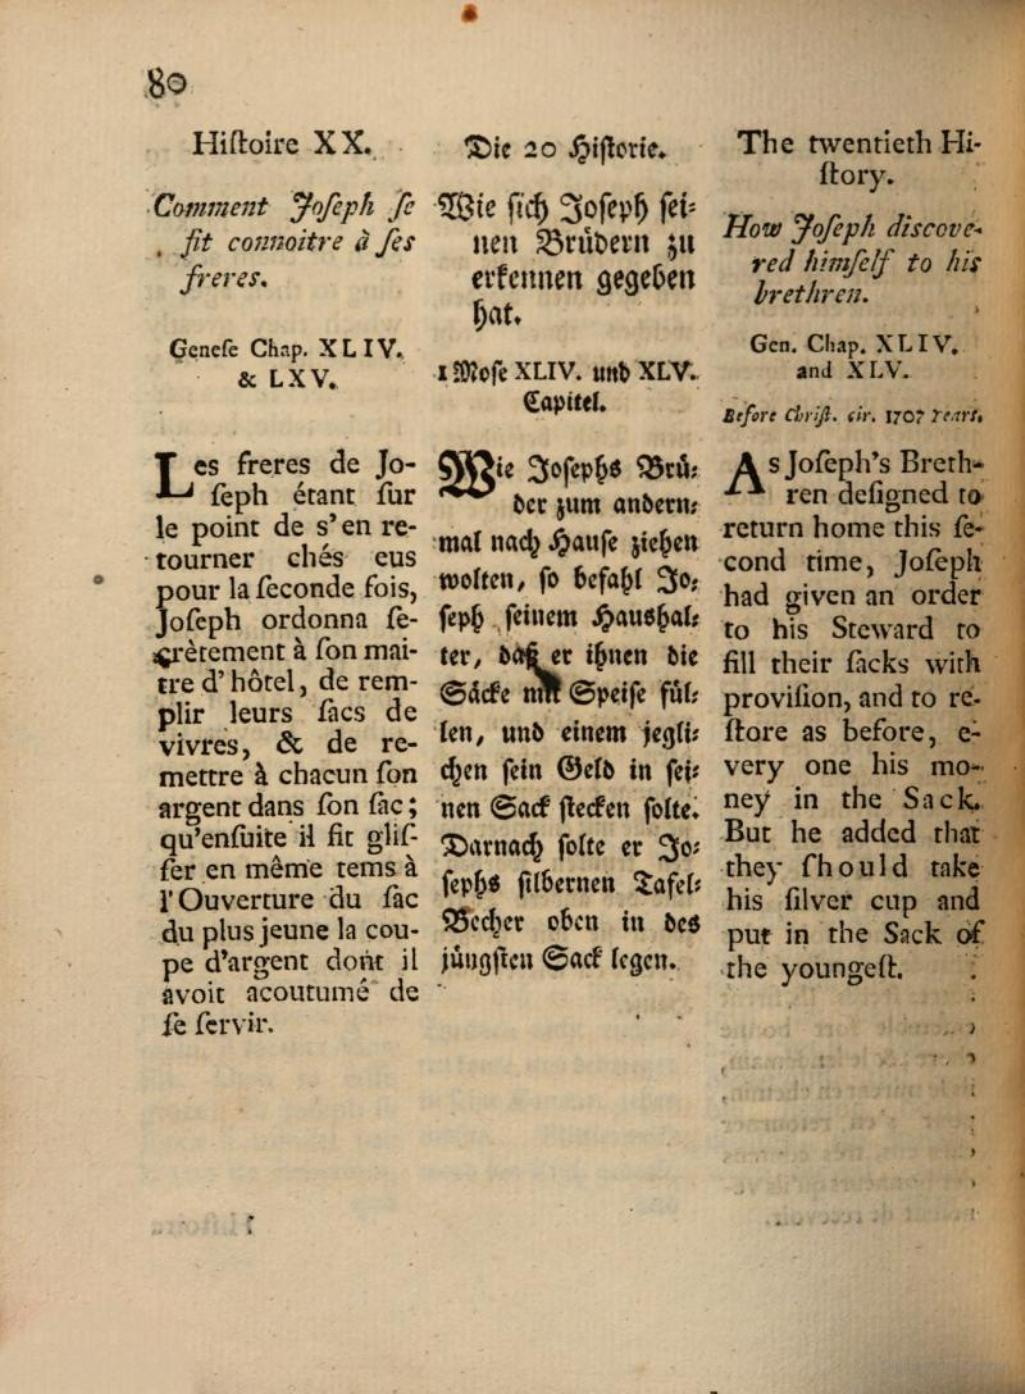 80
Hiſtoire XX.
Comment Joſeph ſe
fit connoitre à ſes
freres.
Geneſe Chap. XLIV.
& LXV.
Les freres de Jo-
ſeph étant ſur
le point de s'en re-
tourner chés eus
pour la ſeconde fois,
Joſeph ordonna ſe-
crètement à ſon mai-
tre d'hôtel, de rem-
plir leurs ſacs de
vivres, & de re-
mettre à chacun ſon
argent dans ſon ſac;
qu'enſuite il fit gliſ-
ſer en même tems à
l'Ouverture du ſac
du plus jeune la cou-
pe d'argent dont il
avoit acoutumé de
ſe ſervir.
Die 20 Hiſtorie.
Wie ſich Joſeph ſei⸗
nen Brüdern zu
erkennen gegeben
hat.
1 Moſe XLIV. und XLV.
Capitel.
Wie Joſephs Brü⸗
der zum andern⸗
mal nach Hauſe ziehen
wolten, ſo befahl Jo⸗
ſeph ſeinem Haushal⸗
ter, daß er ihnen die
Säcke mit Speiſe fül⸗
len, und einem jegli⸗
chen ſein Geld in ſei⸗
nen Sack ſtecken ſolte.
Darnach ſolte er Jo⸗
ſephs ſilbernen Tafel⸗
Becher oben in des
jüngſten Sack legen.
The twentieth Hi-
ſtory.
How Joſeph discove-
red himſelf to his
brethren.
Gen. Chap. XLIV.
and XLV.
Before Chriſt. cir. 1707 Years.
As Joſeph's Breth-
ren deſigned to
return home this ſe-
cond time, Joſeph
had given an order
to his Steward to
fill their ſacks with
proviſion, and to re-
ſtore as before, e-
very one his mo-
ney in the Sack.
But he added that
they ſhould take
his ſilver cup and
put in the Sack of
the youngeſt.